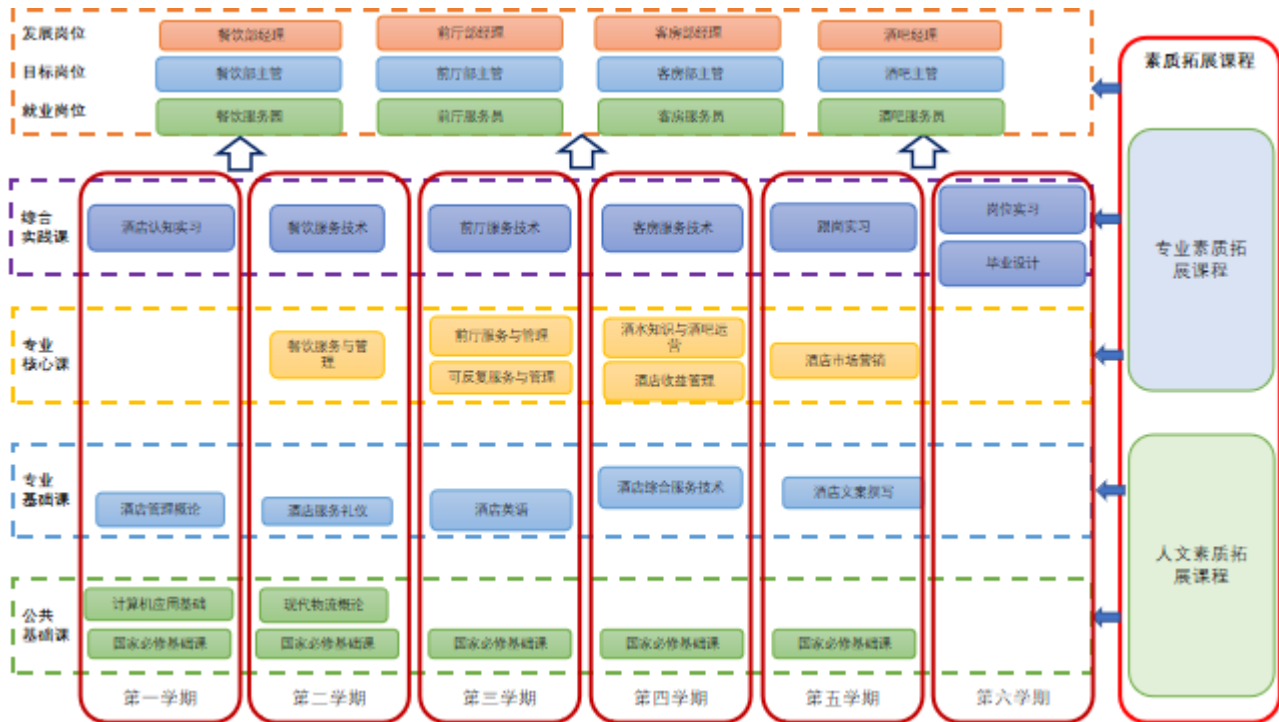 发展岗位
餐饮部经理
前厅部经理
客房部经理
酒吧经理
目标岗位
餐饮部主管
前厅部主管
客房部主管
酒吧主管
就业岗位
餐饮服务园
前厅服务员
客房服务员
酒吧服务员
素质拓展课程
综合
实践课
酒店认知实习
餐饮服务技术
前厅服务技术
客房服务技术
跟岗实习
岗位实习
毕业设计
专业素质拓
展课程
专业
核心课
餐饮服务与管
理
前厅服务与管理
可反复服务与管理
酒水知识与酒吧运
营
酒店收益管理
酒店市场营销
专业
基础课
酒店管理概论
酒店服务礼仪
酒店英语
酒店综合服务技术
酒店文案撰写
人文素质拓
展课程
公共
基础课
计算机应用基础
现代物流概论
国家必修基础课
国家必修基础课
国家必修基础课
国家必修基础课
国家必修基础课
第一学期
第二学期
第三学期
第四学期
第五学期
第六学期